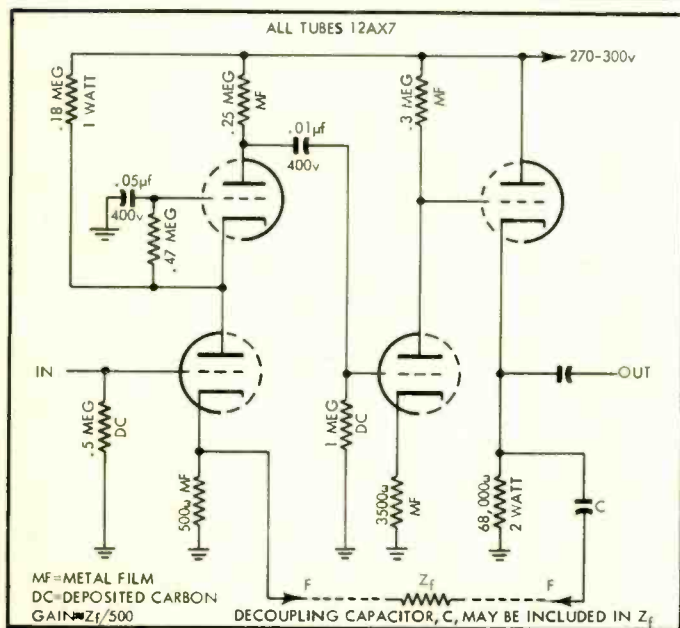 ALL TUBES 12AX7
270-300v
.18 MEG
1 WATT
.25 MEG
MF
.01µf
400v
.3 MEG
MF
.05µf
400v
.47 MEG
IN
OUT
.5 MEG
DC
500ω MF
1 MEG
DC
3500ω
MF
68,000ω
2 WATT
C
MF=METAL FILM
DC=DEPOSITED CARBON
GAIN≈Zf/500
F
Zf
F
DECOUPLING CAPACITOR, C, MAY BE INCLUDED IN Zf